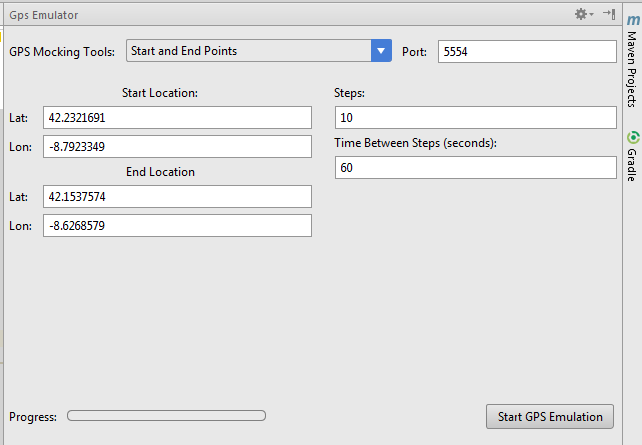 Gps Emulator
GPS Mocking Tools: Start and End Points Port: 5554
Start Location:
Lat: 42.2321691
Lon: -8.7923349
End Location
Lat: 42.1537574
Lon: -8.6268579
Steps:
10
Time Between Steps (seconds):
60
Progress:
Start GPS Emulation
m
Maven Projects
Gradle